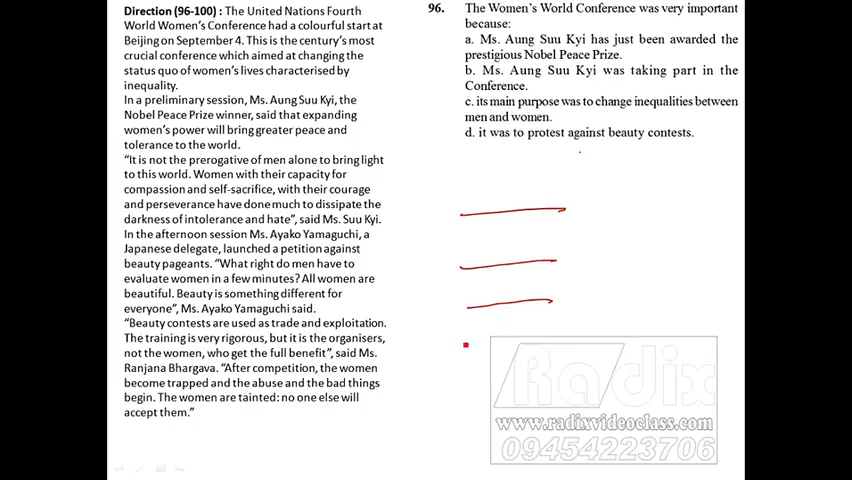 Direction (96-100) : The United Nations Fourth
World Women's Conference had a colourful start at
Beijing on September 4. This is the century's most
crucial conference which aimed at changing the
status quo of women's lives characterised by
inequality.
In a preliminary session, Ms. Aung Suu Kyi, the
Nobel Peace Prize winner, said that expanding
women's power will bring greater peace and
tolerance to the world.
"It is not the prerogative of men alone to bring light
to this world. Women with their capacity for
compassion and self-sacrifice, with their courage
and perseverance have done much to dissipate the
darkness of intolerance and hate", said Ms. Suu Kyi.
In the afternoon session Ms. Ayako Yamaguchi, a
Japanese delegate, launched a petition against
beauty pageants. "What right do men have to
evaluate women in a few minutes? All women are
beautiful. Beauty is something different for
everyone", Ms. Ayako Yamaguchi said.
"Beauty contests are used as trade and exploitation.
The training is very rigorous, but it is the organisers,
not the women, who get the full benefit", said Ms.
Ranjana Bhargava. "After competition, the women
become trapped and the abuse and the bad things
begin. The women are tainted: no one else will
accept them."
96. The Women's World Conference was very important
because:
a. Ms. Aung Suu Kyi has just been awarded the
prestigious Nobel Peace Prize.
b. Ms. Aung Suu Kyi was taking part in the
Conference.
c. its main purpose was to change inequalities between
men and women.
d. it was to protest against beauty contests.
Radix
www.radixvideoclass.com
09454223706